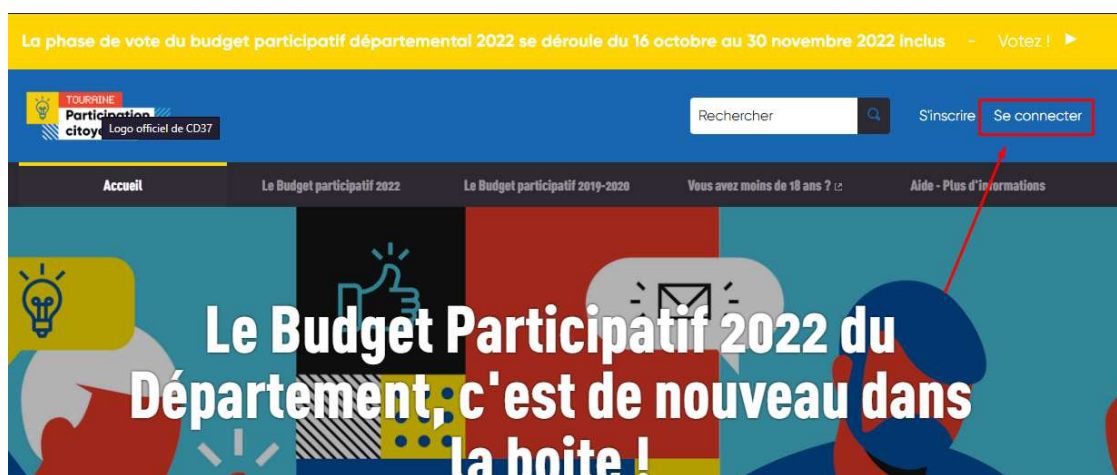 La phase de vote du budget participatif départemental 2022 se déroule du 16 octobre au 30 novembre 2022 inclus - Votez ! ►
TOURAINE
Participation
citoye
Logo officiel de CD37
Rechercher
S'inscrire
Se connecter
Accueil
Le Budget participatif 2022
Le Budget participatif 2019-2020
Vous avez moins de 18 ans ?
Aide - Plus d'informations
Le Budget Participatif 2022 du
Département, c'est de nouveau dans
la boite !